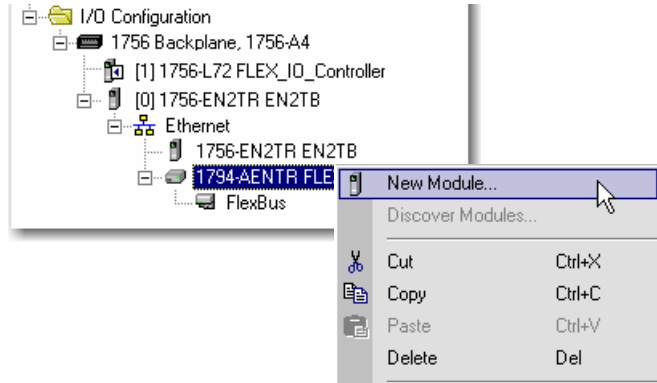 I/O Configuration
1756 Backplane, 1756-A4
[1] 1756-L72 FLEX_IO_Controller
[0] 1756-EN2TR EN2TB
Ethernet
1756-EN2TR EN2TB
1794-AENTR FLE
FlexBus
New Module...
Discover Modules...
Cut Ctrl+X
Copy Ctrl+C
Paste Ctrl+V
Delete Del